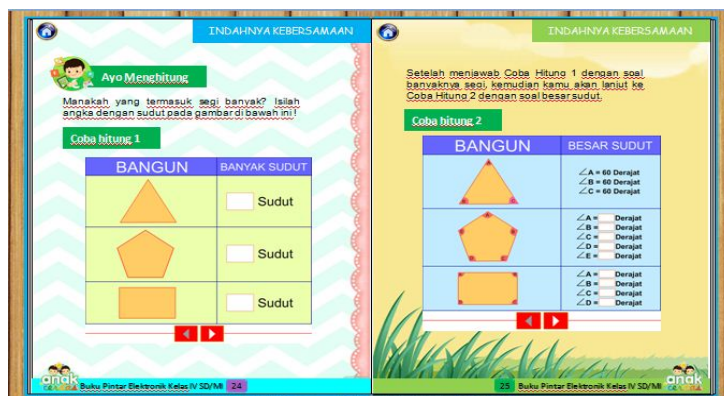 INDAHNYA KEBERSAMAAN
Ayo Menghitung
Manakah yang termasuk segi banyak? Isilah
angka dengan sudut pada gambar di bawah ini!
Coba hitung 1
BANGUN BANYAK SUDUT
Sudut
Sudut
Sudut
anak
Buku Pintar Elektronik Kelas IV SD/MI 24
INDAHNYA KEBERSAMAAN
Setelah menjawab Coba Hitung 1 dengan soal
banyaknya segi, kemudian kamu akan lanjut ke
Coba Hitung 2 dengan soal besar sudut.
Coba hitung 2
BANGUN BESAR SUDUT
∠A = 60 Derajat
∠B = 60 Derajat
∠C = 60 Derajat
∠A = Derajat
∠B = Derajat
∠C = Derajat
∠D = Derajat
∠E = Derajat
∠A = Derajat
∠B = Derajat
∠C = Derajat
∠D = Derajat
25 Buku Pintar Elektronik Kelas IV SD/MI
anak